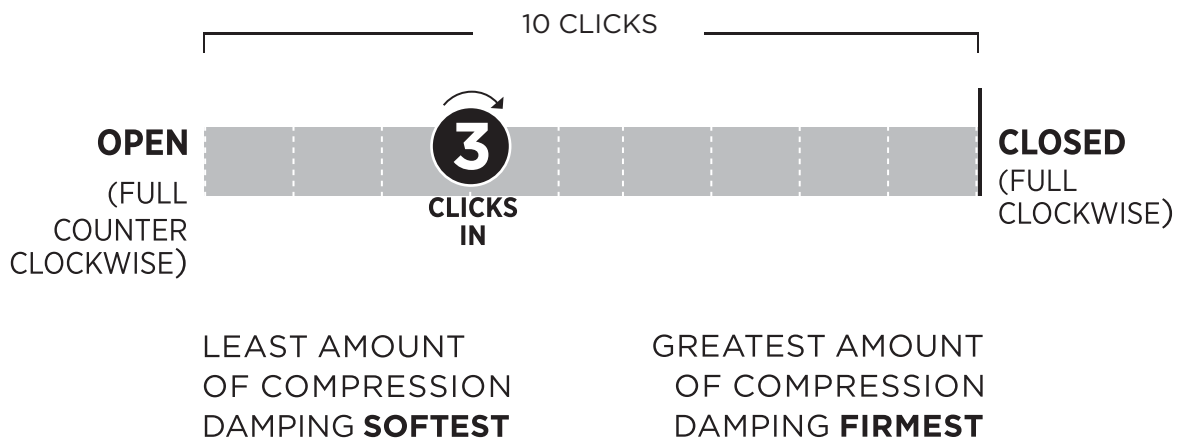 10 CLICKS
OPEN
(FULL
COUNTER
CLOCKWISE)
3
CLICKS
IN
CLOSED
(FULL
CLOCKWISE)
LEAST AMOUNT
OF COMPRESSION
DAMPING SOFTEST
GREATEST AMOUNT
OF COMPRESSION
DAMPING FIRMEST